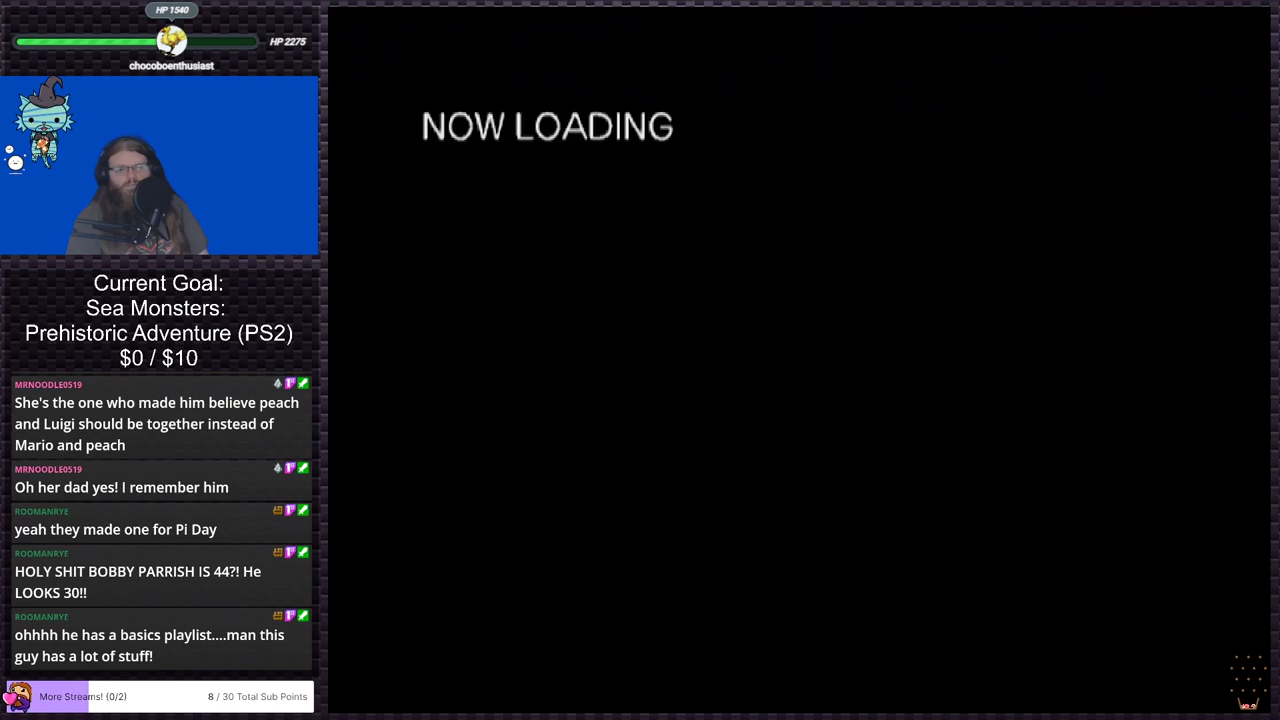 HP 1540
HP 2275
chocoboenthusiast
NOW LOADING
Current Goal:
Sea Monsters:
Prehistoric Adventure (PS2)
$0 / $10
MRNOODLE0519
She's the one who made him believe peach
and Luigi should be together instead of
Mario and peach
MRNOODLE0519
Oh her dad yes! I remember him
ROOMANRYE
yeah they made one for Pi Day
ROOMANRYE
HOLY SHIT BOBBY PARRISH IS 44?! He
LOOKS 30!!
ROOMANRYE
ohhhh he has a basics playlist....man this
guy has a lot of stuff!
More Streams! (0/2)
8 / 30 Total Sub Points